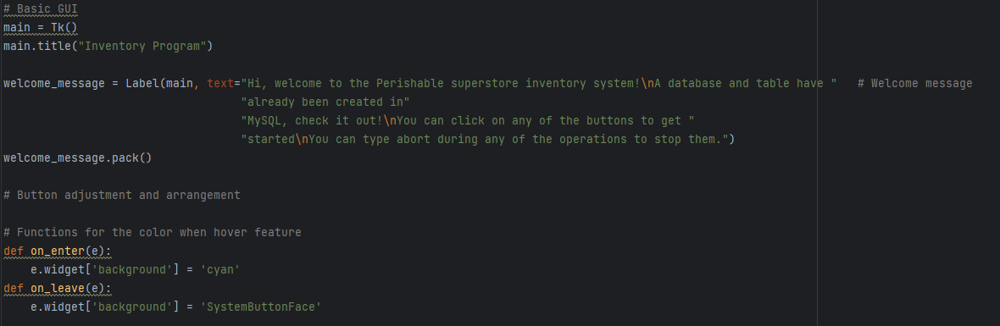 # Basic GUI
main = Tk()
main.title("Inventory Program")
welcome_message = Label(main, text="Hi, welcome to the Perishable superstore inventory system!\nA database and table have "   # Welcome message
"already been created in"
"MySQL, check it out!\nYou can click on any of the buttons to get "
"started\nYou can type abort during any of the operations to stop them.")
welcome_message.pack()
# Button adjustment and arrangement
# Functions for the color when hover feature
def on_enter(e):
    e.widget['background'] = 'cyan'
def on_leave(e):
    e.widget['background'] = 'SystemButtonFace'